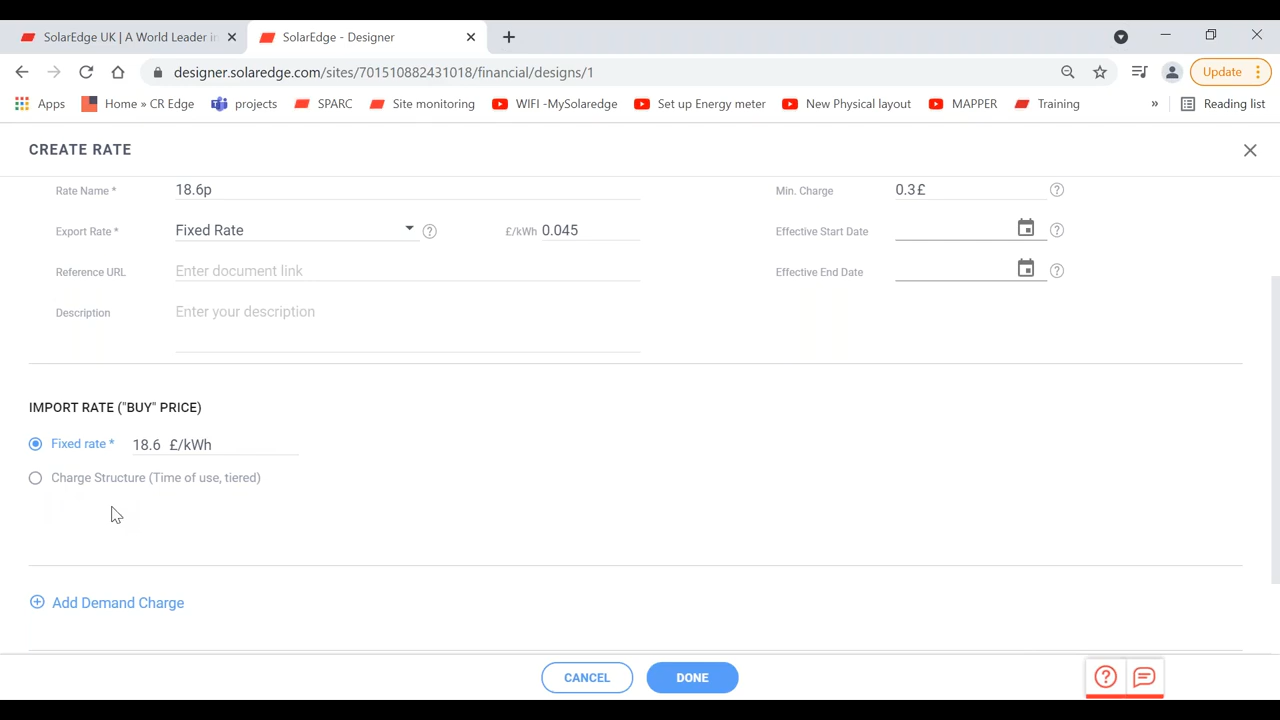 SolarEdge UK | A World Leader in
SolarEdge - Designer
designer.solaredge.com/sites/701510882431018/financial/designs/1
Update
Apps
Home » CR Edge
projects
SPARC
Site monitoring
WIFI -MySolaredge
Set up Energy meter
New Physical layout
MAPPER
Training
»
Reading list
CREATE RATE
Rate Name * 18.6p
Min. Charge 0.3£
Export Rate * Fixed Rate £/kWh 0.045
Effective Start Date
Reference URL Enter document link
Effective End Date
Description Enter your description
IMPORT RATE ("BUY" PRICE)
Fixed rate * 18.6 £/kWh
Charge Structure (Time of use, tiered)
Add Demand Charge
CANCEL
DONE